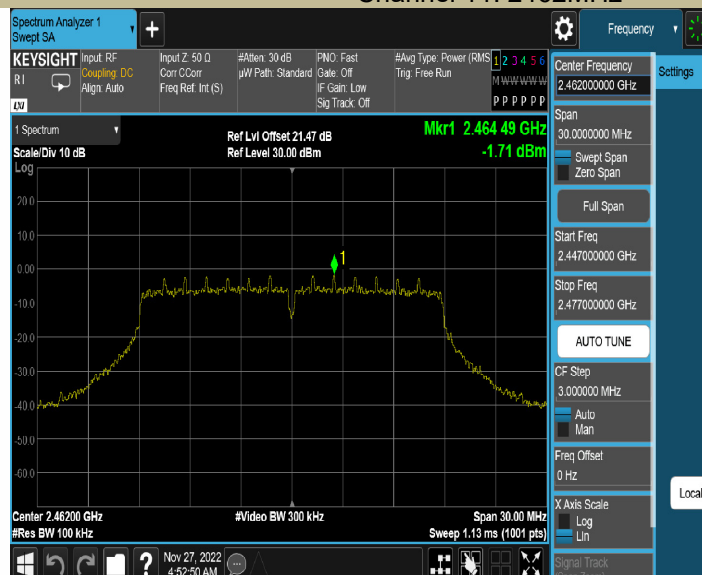 Channel 11: 2462MHz
Spectrum Analyzer 1
Swept SA
+
Frequency
KEYSIGHT
R I
LXI
Input: RF
Coupling: DC
Align: Auto
Input Z: 50 Ω
Corr CCorr
Freq Ref: Int (S)
#Atten: 30 dB
µW Path: Standard
PNO: Fast
Gate: Off
IF Gain: Low
Sig Track: Off
#Avg Type: Power (RMS
Trig: Free Run
1 2 3 4 5 6
M W W W W W
P P P P P P
Center Frequency
2.462000000 GHz
Settings
Span
30.0000000 MHz
Swept Span
Zero Span
Full Span
Start Freq
2.447000000 GHz
Stop Freq
2.477000000 GHz
AUTO TUNE
CF Step
3.000000 MHz
Auto
Man
Freq Offset
0 Hz
X Axis Scale
Log
Lin
Signal Track
Local
1 Spectrum
Scale/Div 10 dB
Ref Lvl Offset 21.47 dB
Ref Level 30.00 dBm
Mkr1 2.464 49 GHz
-1.71 dBm
Log
20.0
10.0
0.00
-10.0
-20.0
-30.0
-40.0
-50.0
-60.0
1
Center 2.46200 GHz
#Res BW 100 kHz
#Video BW 300 kHz
Span 30.00 MHz
Sweep 1.13 ms (1001 pts)
?
Nov 27, 2022
4:52:50 AM